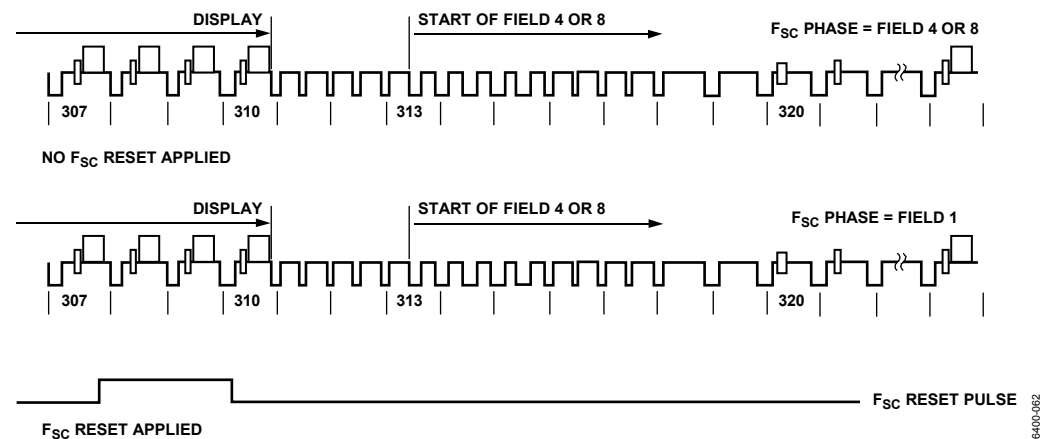 DISPLAY
START OF FIELD 4 OR 8
FSC PHASE = FIELD 4 OR 8
307
310
313
320
NO FSC RESET APPLIED
DISPLAY
START OF FIELD 4 OR 8
FSC PHASE = FIELD 1
307
310
313
320
FSC RESET PULSE
FSC RESET APPLIED
6400-062